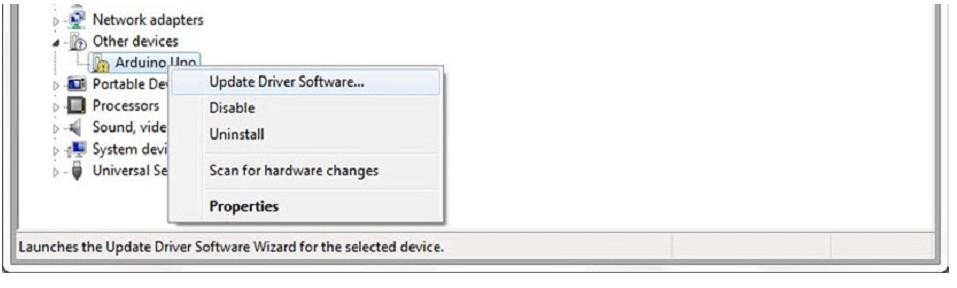 Network adapters
Other devices
Arduino Uno
Update Driver Software...
Portable De
Disable
Processors
Uninstall
Sound, vide
System devi
Scan for hardware changes
Universal Se
Properties
Launches the Update Driver Software Wizard for the selected device.